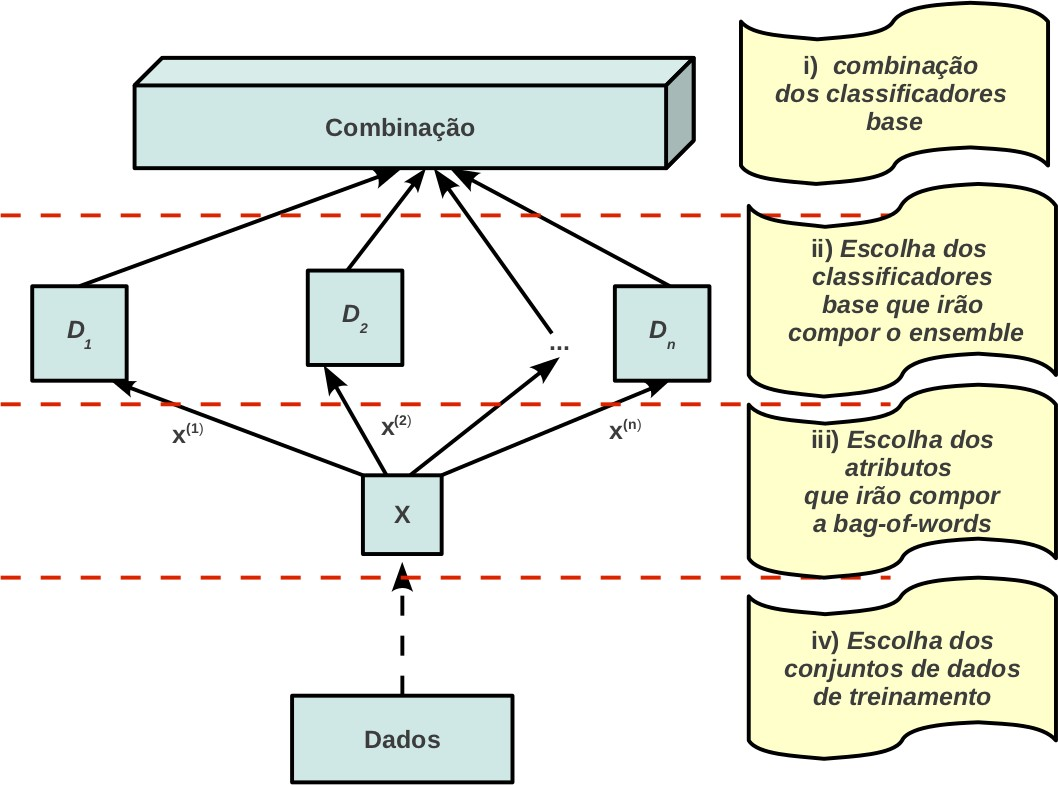 Combinação
i) combinação
dos classificadores
base
D1
D2
...
Dn
ii) Escolha dos
classificadores
base que irão
compor o ensemble
x(1)
x(2)
x(n)
X
iii) Escolha dos
atributos
que irão compor
a bag-of-words
Dados
iv) Escolha dos
conjuntos de dados
de treinamento